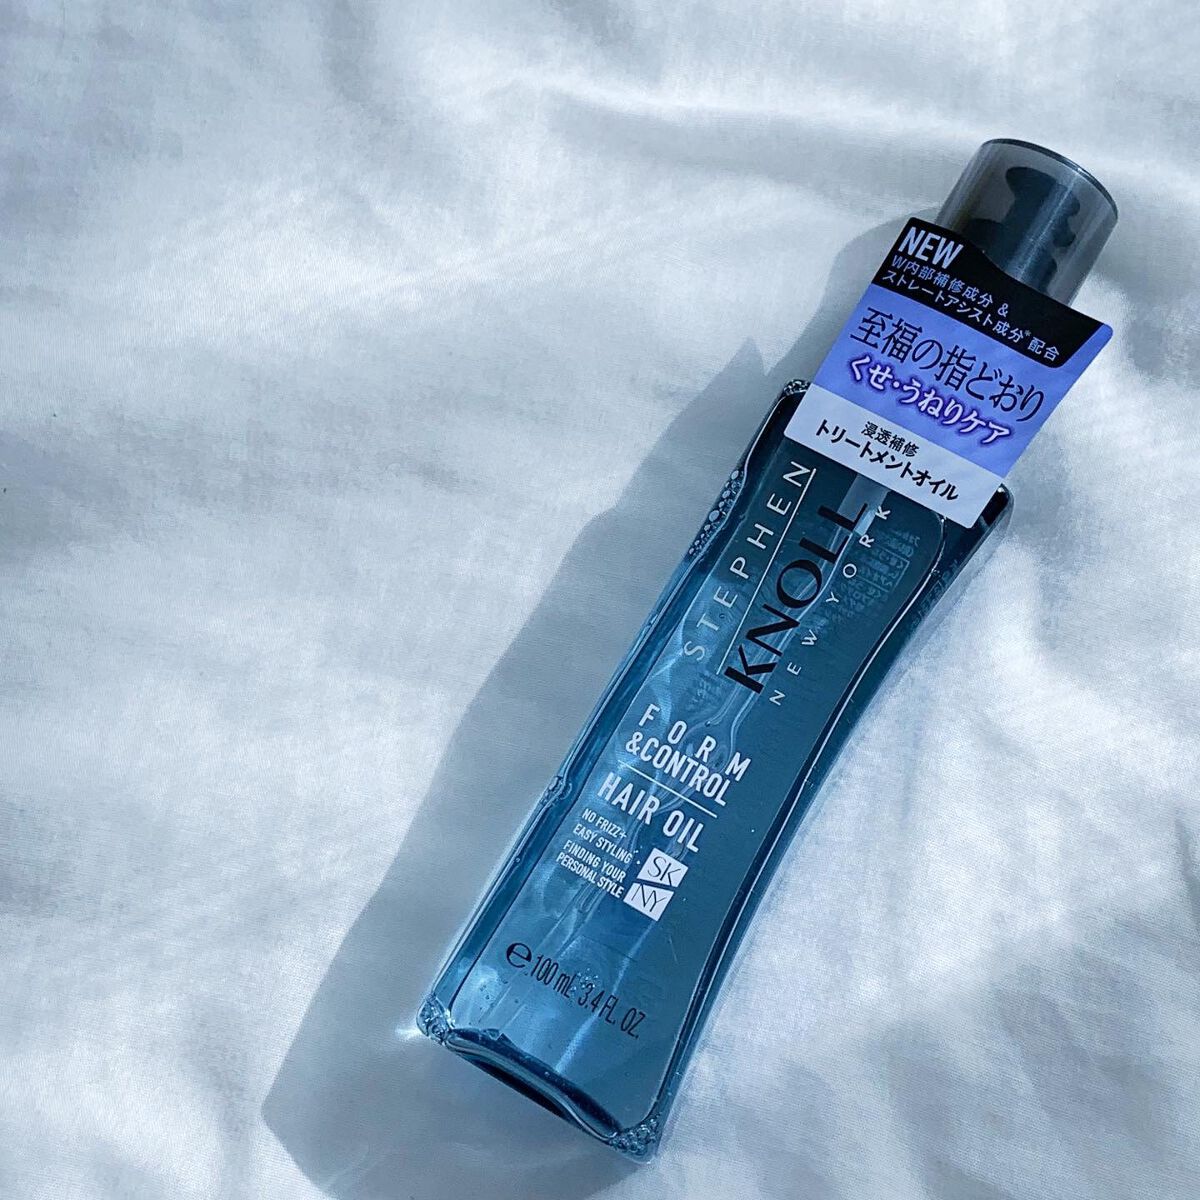 NEW
W内部補修成分 &
ストレートアシスト成分*配合
至福の指どおり
くせ・うねりケア
浸透補修
トリートメントオイル
STEPHEN
KNOLL
NEW YORK
FORM
&CONTROL
HAIR OIL
NO FRIZZ+
EASY STYLING
FINDING YOUR
PERSONAL STYLE
SK
NY
e 100 mL 3.4 FL. OZ.